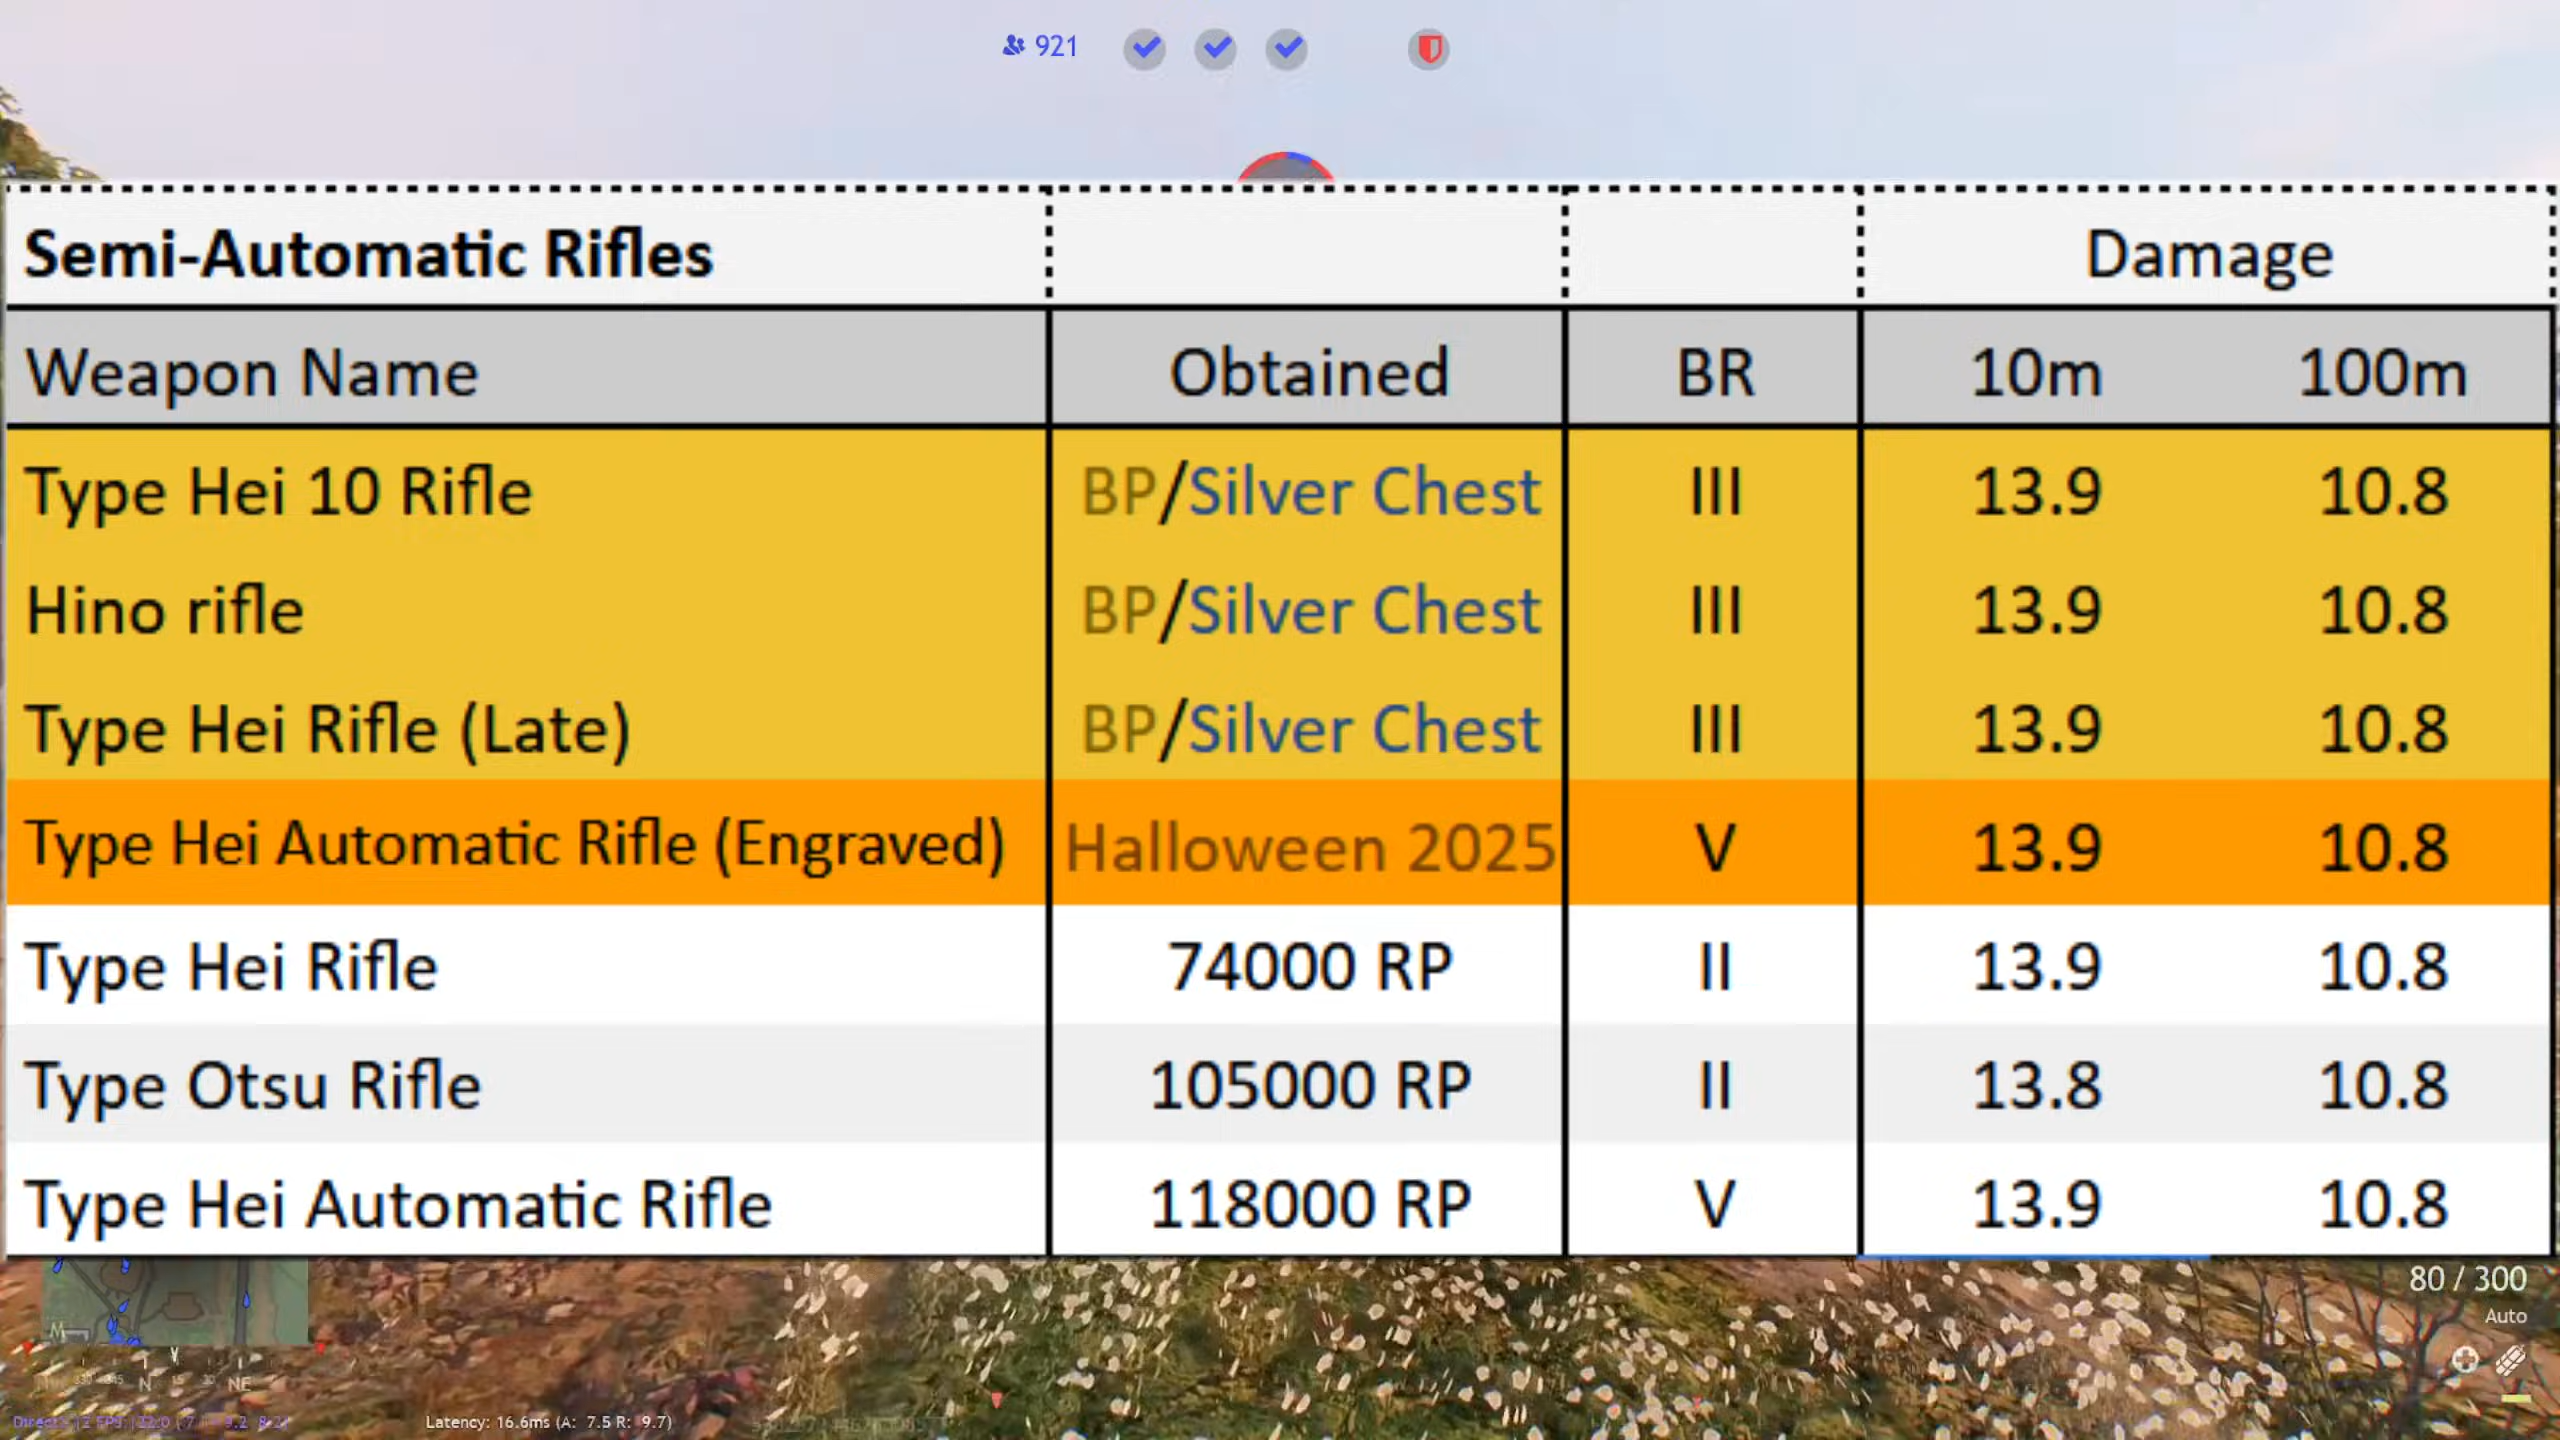 921
Semi-Automatic Rifles Damage
Weapon Name Obtained BR 10m 100m
Type Hei 10 Rifle BP/Silver Chest III 13.9 10.8
Hino rifle BP/Silver Chest III 13.9 10.8
Type Hei Rifle (Late) BP/Silver Chest III 13.9 10.8
Type Hei Automatic Rifle (Engraved) Halloween 2025 V 13.9 10.8
Type Hei Rifle 74000 RP II 13.9 10.8
Type Otsu Rifle 105000 RP II 13.8 10.8
Type Hei Automatic Rifle 118000 RP V 13.9 10.8
80 / 300
Auto
M
N 15 30 NE
Latency: 16.6ms (A: 7.5 R: 9.7)